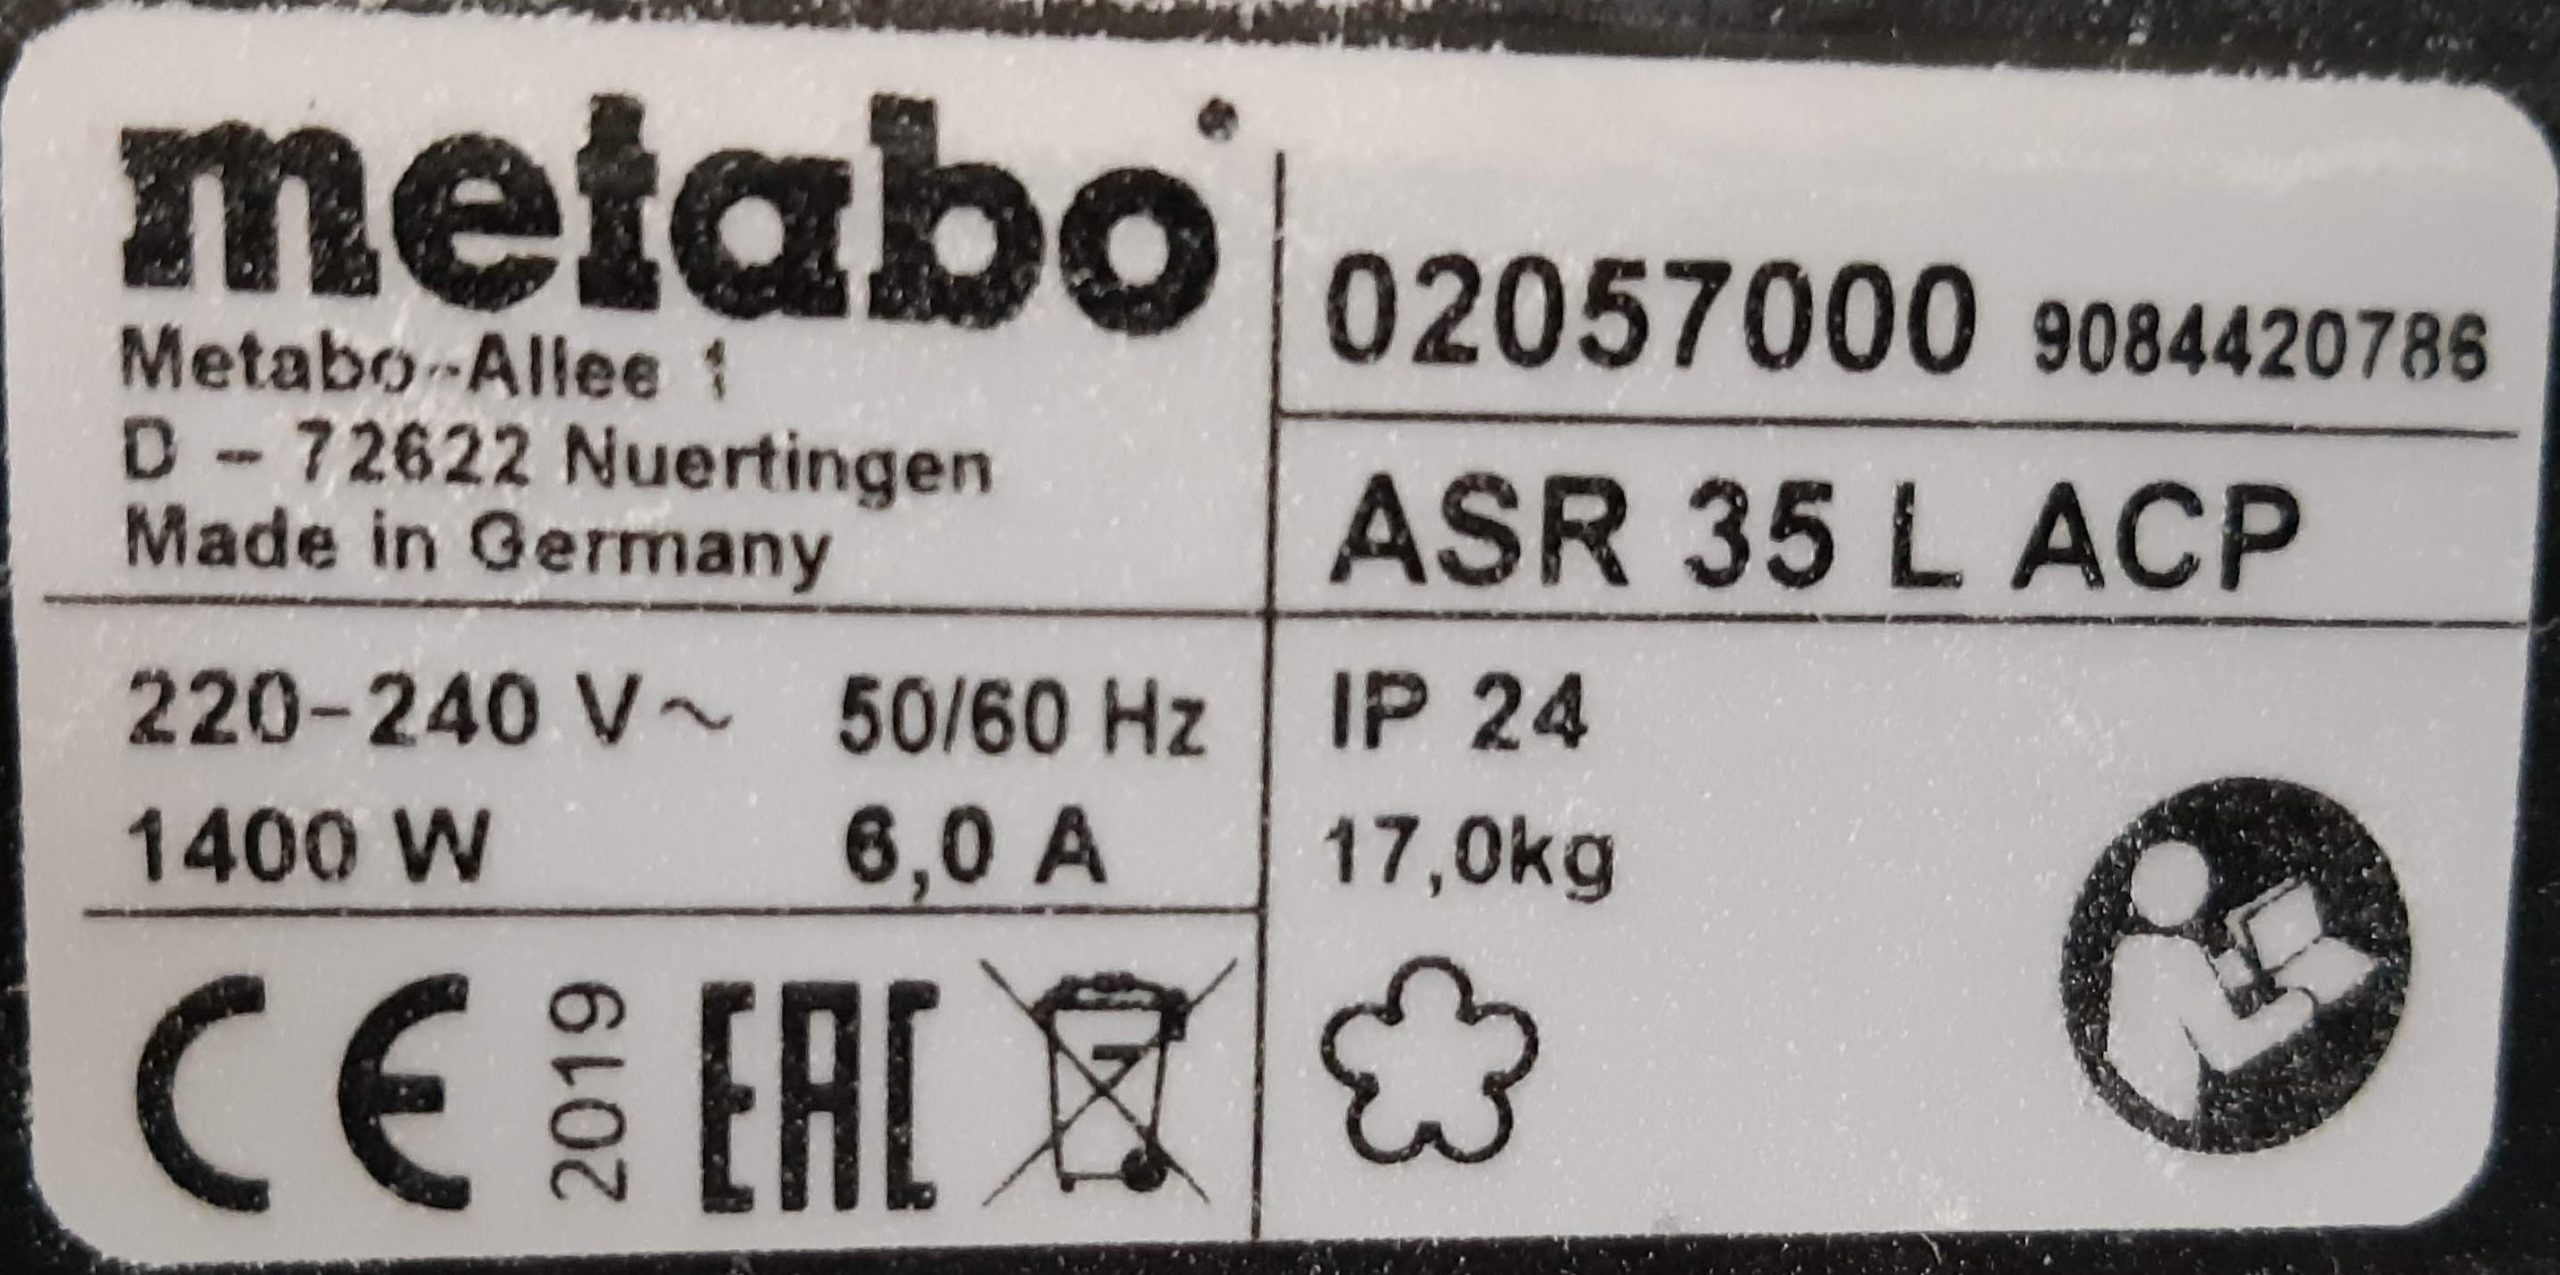 metabo
Metabo-Allee 1
D - 72622 Nuertingen
Made in Germany
02057000 9084420786
ASR 35 L ACP
220-240 V~ 50/60 Hz
1400 W 6,0 A
IP 24
17,0kg
CE 2019 EAC